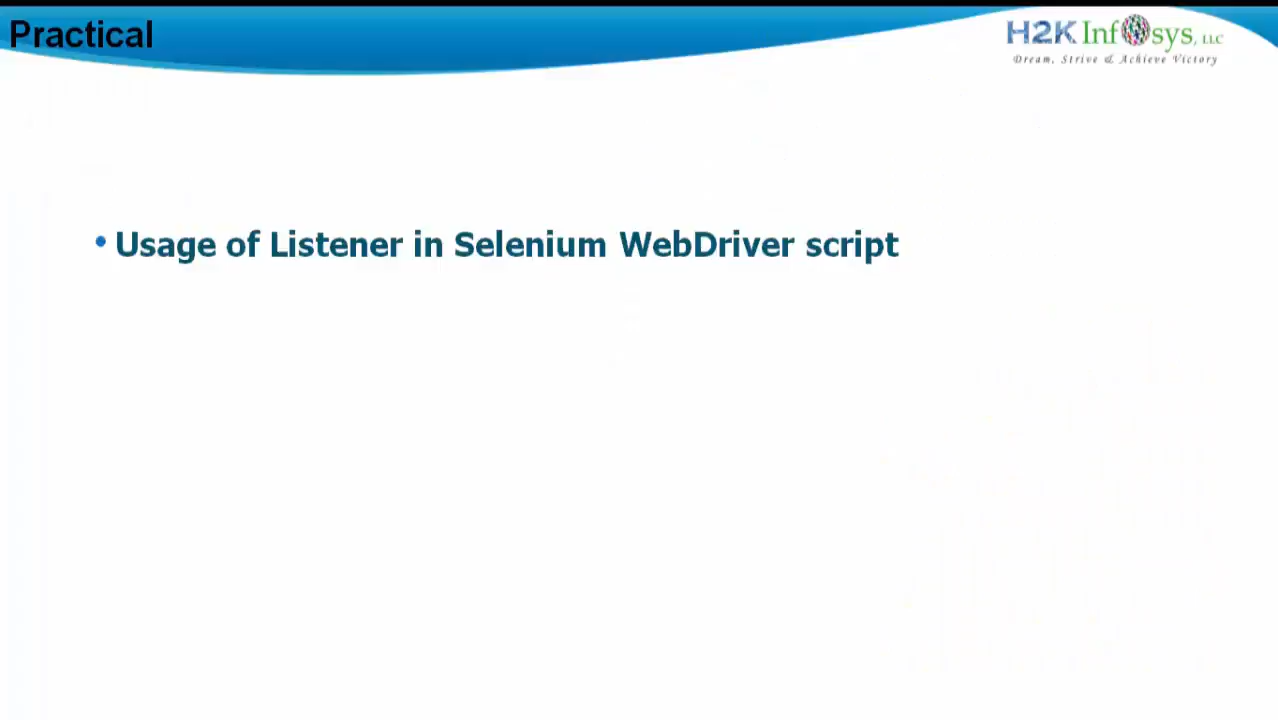 Practical
H2K Infosys, LLC
Dream, Strive & Achieve Victory
• Usage of Listener in Selenium WebDriver script